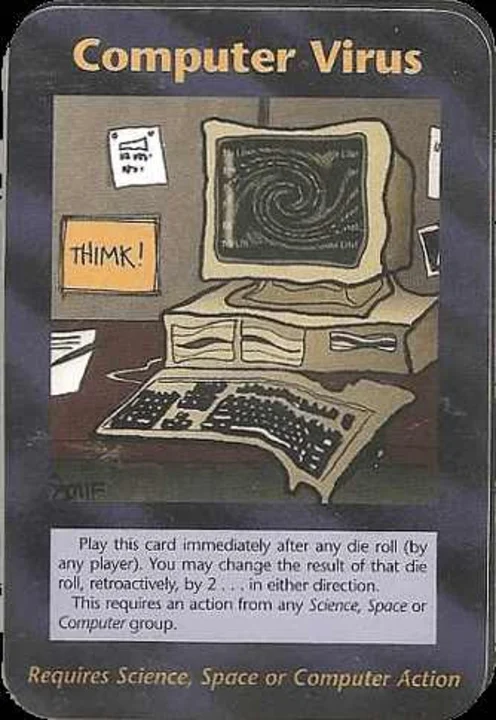 Computer Virus
THIMK!
Play this card immediately after any die roll (by
any player). You may change the result of that die
roll, retroactively, by 2 . . . in either direction.
This requires an action from any Science, Space or
Computer group.
Requires Science, Space or Computer Action